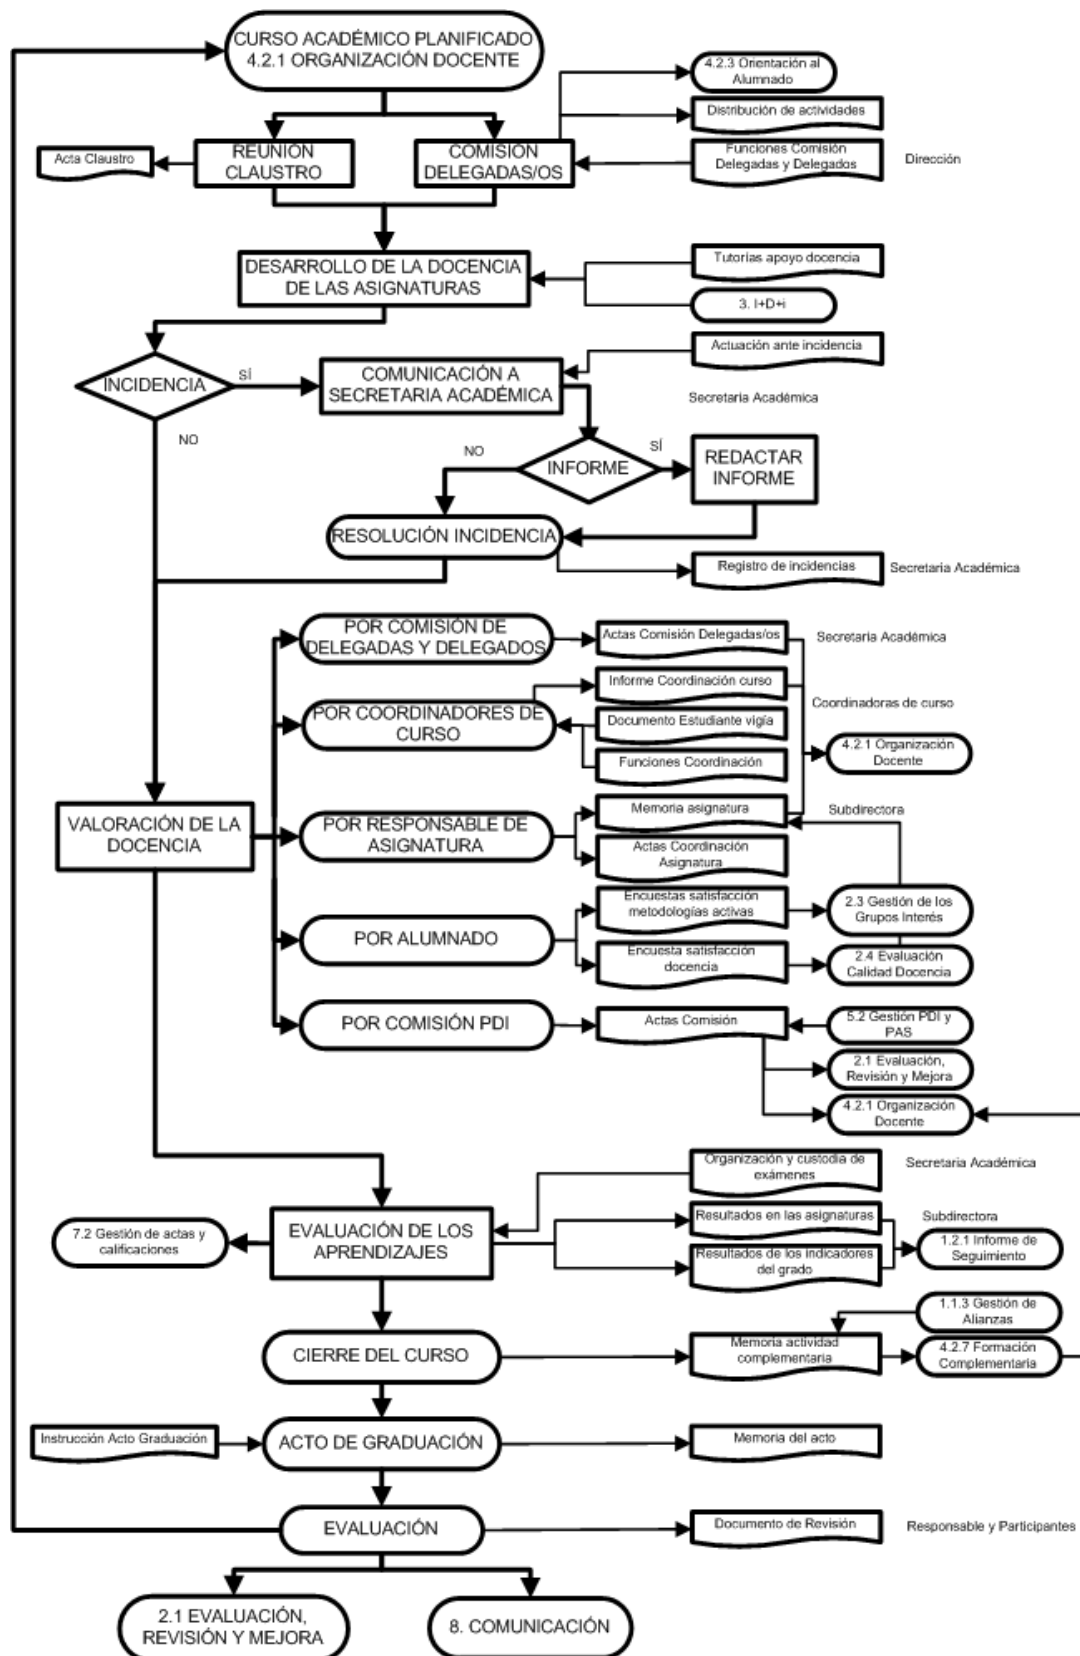 CURSO ACADÉMICO PLANIFICADO
4.2.1 ORGANIZACIÓN DOCENTE
4.2.3 Orientación al
Alumnado
Distribución de actividades
Acta Claustro
REUNIÓN
CLAUSTRO
COMISIÓN
DELEGADAS/OS
Funciones Comisión
Delegadas y Delegados
Dirección
DESARROLLO DE LA DOCENCIA
DE LAS ASIGNATURAS
Tutorías apoyo docencia
3. I+D+i
Actuación ante incidencia
INCIDENCIA
SÍ
COMUNICACIÓN A
SECRETARIA ACADÉMICA
Secretaria Académica
NO
NO
INFORME
SÍ
REDACTAR
INFORME
RESOLUCIÓN INCIDENCIA
Registro de incidencias
Secretaria Académica
POR COMISIÓN DE
DELEGADAS Y DELEGADOS
Actas Comisión Delegadas/os
Secretaria Académica
POR COORDINADORES DE
CURSO
Informe Coordinación curso
Coordinadoras de curso
Documento Estudiante vigía
Funciones Coordinación
4.2.1 Organización
Docente
VALORACIÓN DE LA
DOCENCIA
POR RESPONSABLE DE
ASIGNATURA
Memoria asignatura
Subdirectora
Actas Coordinación
Asignatura
POR ALUMNADO
Encuestas satisfacción
metodologías activas
2.3 Gestión de los
Grupos Interés
Encuesta satisfacción
docencia
2.4 Evaluación
Calidad Docencia
POR COMISIÓN PDI
Actas Comisión
5.2 Gestión PDI y
PAS
2.1 Evaluación,
Revisión y Mejora
4.2.1 Organización
Docente
Organización y custodia de
exámenes
Secretaria Académica
7.2 Gestión de actas y
calificaciones
EVALUACIÓN DE LOS
APRENDIZAJES
Resultados en las asignaturas
Subdirectora
Resultados de los indicadores
del grado
1.2.1 Informe de
Seguimiento
1.1.3 Gestión de
Alianzas
CIERRE DEL CURSO
Memoria actividad
complementaria
4.2.7 Formación
Complementaria
Instrucción Acto Graduación
ACTO DE GRADUACIÓN
Memoria del acto
EVALUACIÓN
Documento de Revisión
Responsable y Participantes
2.1 EVALUACIÓN,
REVISIÓN Y MEJORA
8. COMUNICACIÓN